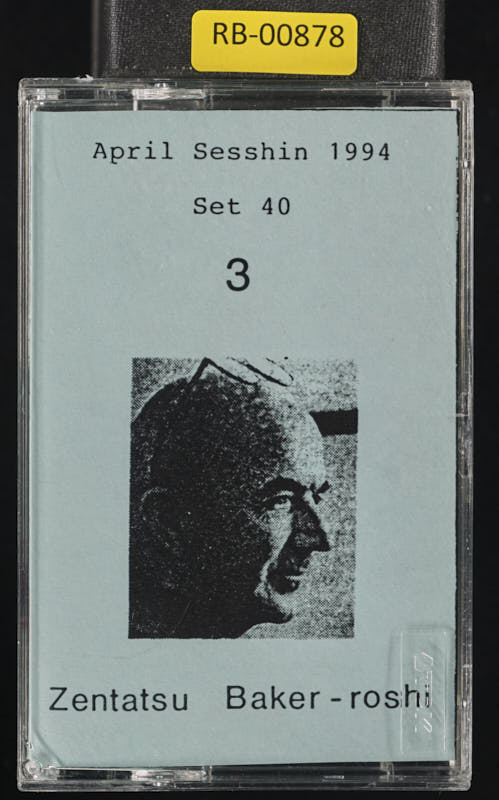 RB-00878
April Sesshin 1994
Set 40
3
Zentatsu Baker-roshi